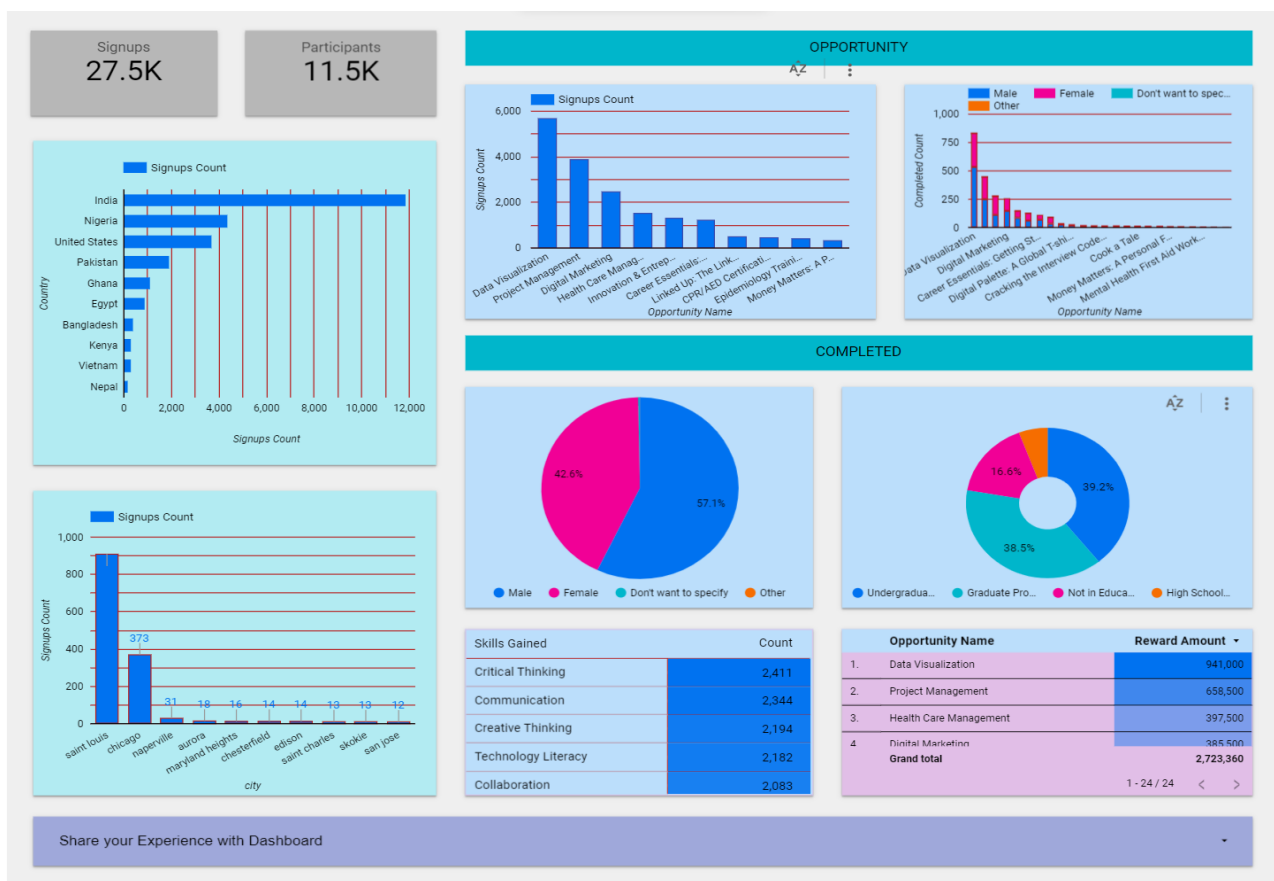 Signups
27.5K
Participants
11.5K
Signups Count
India
Nigeria
United States
Pakistan
Ghana
Egypt
Bangladesh
Kenya
Vietnam
Nepal
Country
0 2,000 4,000 6,000 8,000 10,000 12,000
Signups Count
Signups Count
1,000
800
600
400
200
0
Signups Count
373
31
18
16
14
14
13
13
12
saint louis
chicago
naperville
aurora
maryland heights
chesterfield
edison
saint charles
skokie
san jose
city
OPPORTUNITY
AZ
Signups Count
6,000
4,000
2,000
0
Signups Count
Data Visualization
Project Management
Digital Marketing
Health Care Manag...
Innovation & Entrep...
Career Essentials:...
Linked Up: The Link...
CPR/AED Certificati...
Epidemiology Traini...
Money Matters: A P...
Opportunity Name
Male Female Don't want to spec...
Other
1,000
750
500
250
0
Completed Count
ata Visualization
Digital Marketing
Career Essentials: Getting St...
Digital Palette: A Global T-shi...
Cracking the Interview Code...
Cook a Tale
Money Matters: A Personal F...
Mental Health First Aid Work...
Opportunity Name
COMPLETED
42.6%
57.1%
Male Female Don't want to specify Other
AZ
16.6%
39.2%
38.5%
Undergradua... Graduate Pro... Not in Educa... High School...
Skills Gained Count
Critical Thinking 2,411
Communication 2,344
Creative Thinking 2,194
Technology Literacy 2,182
Collaboration 2,083
Opportunity Name Reward Amount
1. Data Visualization 941,000
2. Project Management 658,500
3. Health Care Management 397,500
4 Digital Marketing 385,500
Grand total 2,723,360
1 - 24 / 24 < >
Share your Experience with Dashboard